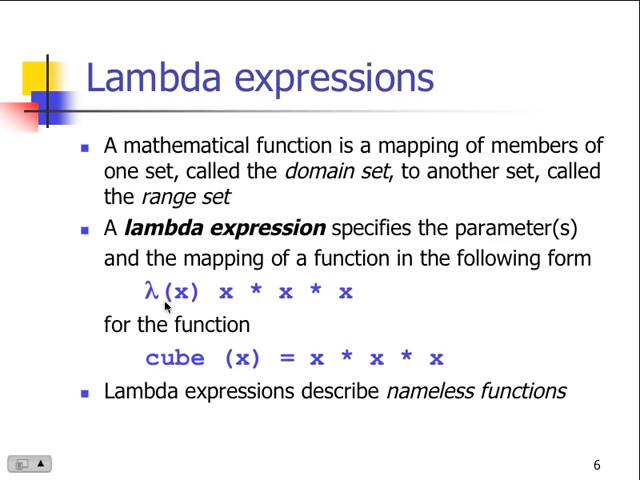 Lambda expressions
A mathematical function is a mapping of members of
one set, called the domain set, to another set, called
the range set
A lambda expression specifies the parameter(s)
and the mapping of a function in the following form
λ(x) x * x * x
for the function
cube (x) = x * x * x
Lambda expressions describe nameless functions
6